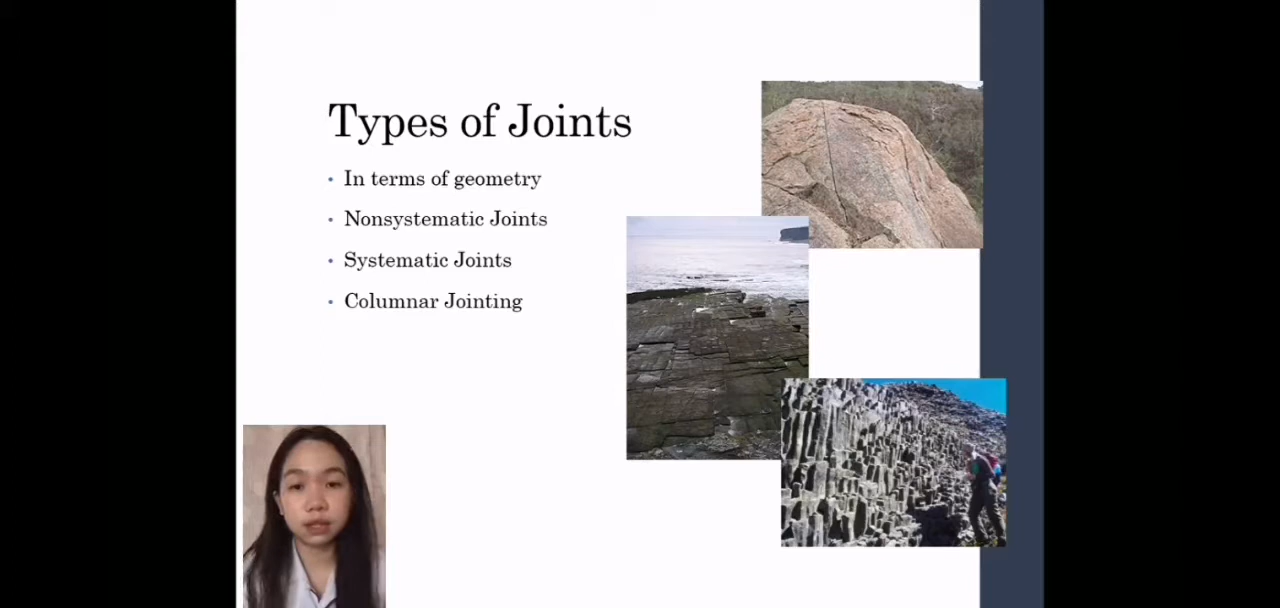 Types of Joints
In terms of geometry
Nonsystematic Joints
Systematic Joints
Columnar Jointing